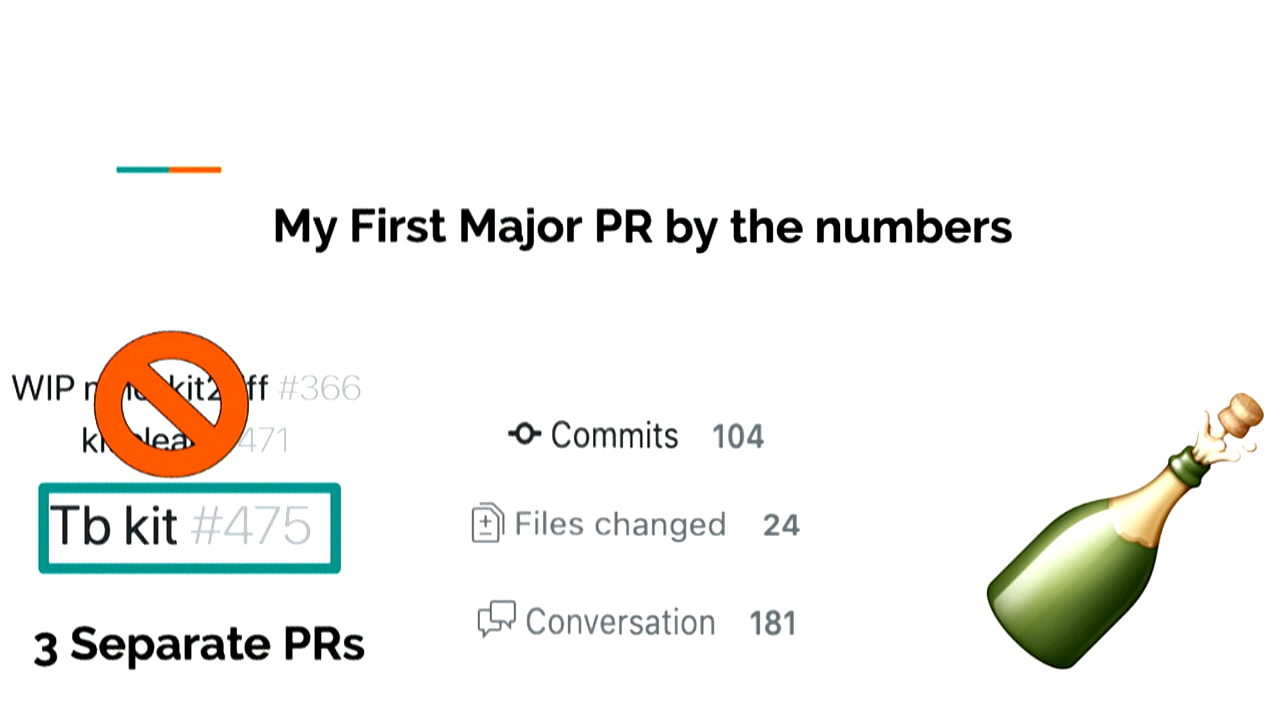 My First Major PR by the numbers
WIP #366
471
Tb kit #475
3 Separate PRs
Commits 104
Files changed 24
Conversation 181